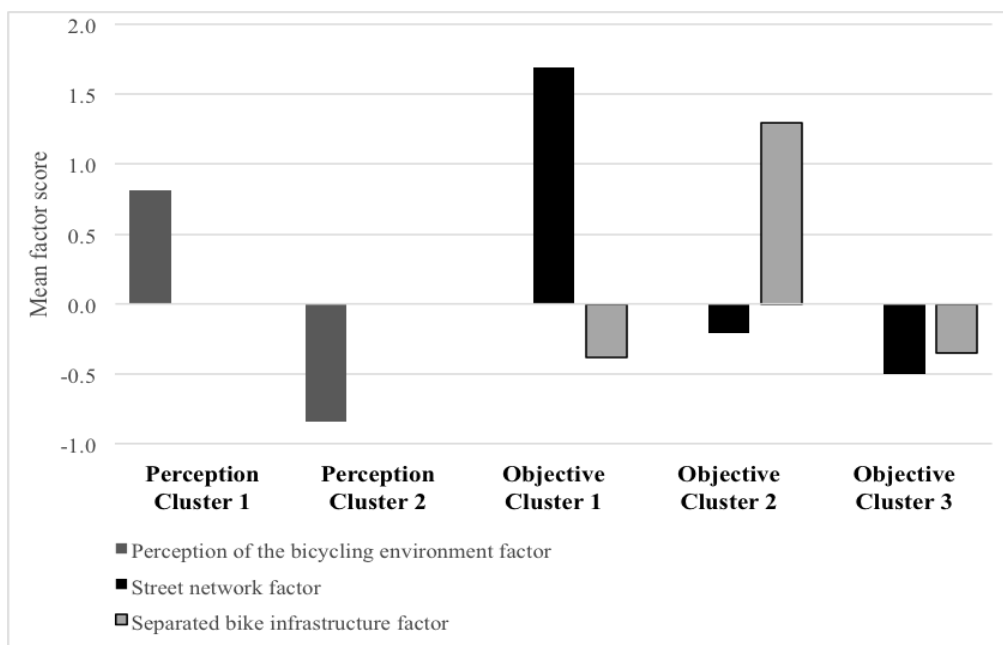 2.0
1.5
1.0
0.5
0.0
-0.5
-1.0
Mean factor score
Perception
Cluster 1
Perception
Cluster 2
Objective
Cluster 1
Objective
Cluster 2
Objective
Cluster 3
Perception of the bicycling environment factor
Street network factor
Separated bike infrastructure factor